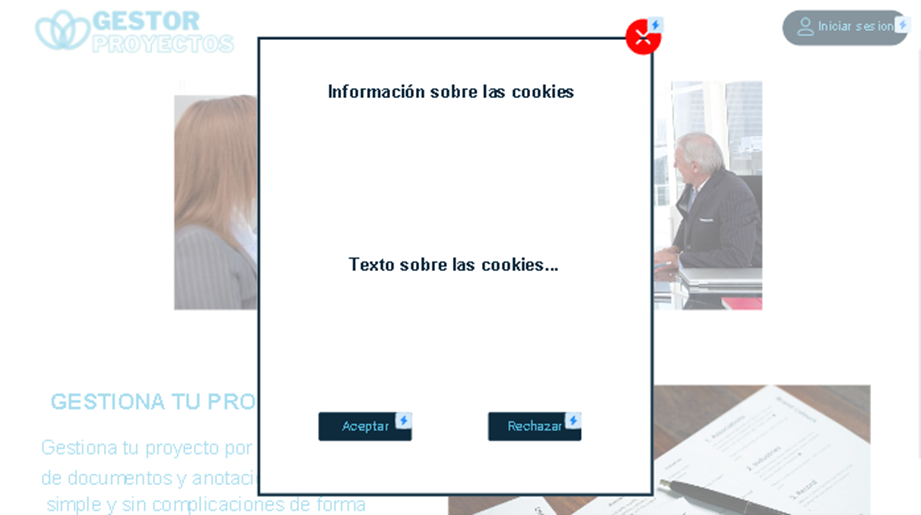 GESTOR
PROYECTOS
Iniciar sesion
Información sobre las cookies
Texto sobre las cookies...
Aceptar
Rechazar
GESTIONA TU PRO
Gestiona tu proyecto por
de documentos y anotaci
simple y sin complicaciones de forma